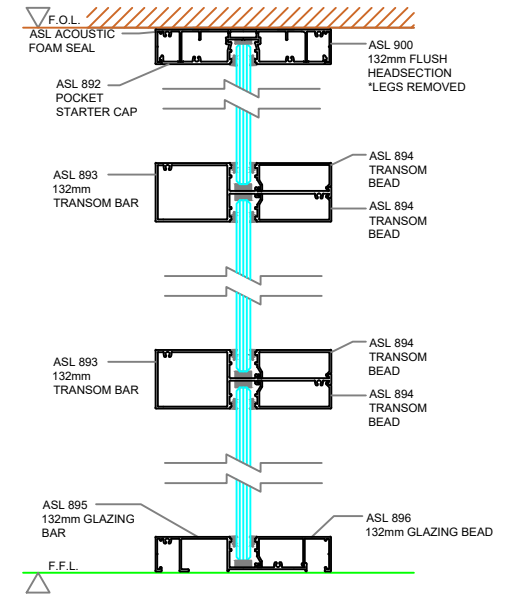 F.O.L.
ASL ACOUSTIC
FOAM SEAL
ASL 900
132mm FLUSH
HEADSECTION
*LEGS REMOVED
ASL 892
POCKET
STARTER CAP
ASL 894
TRANSOM
BEAD
ASL 893
132mm
TRANSOM BAR
ASL 894
TRANSOM
BEAD
ASL 894
TRANSOM
BEAD
ASL 893
132mm
TRANSOM BAR
ASL 894
TRANSOM
BEAD
ASL 895
132mm GLAZING
BAR
ASL 896
132mm GLAZING BEAD
F.F.L.